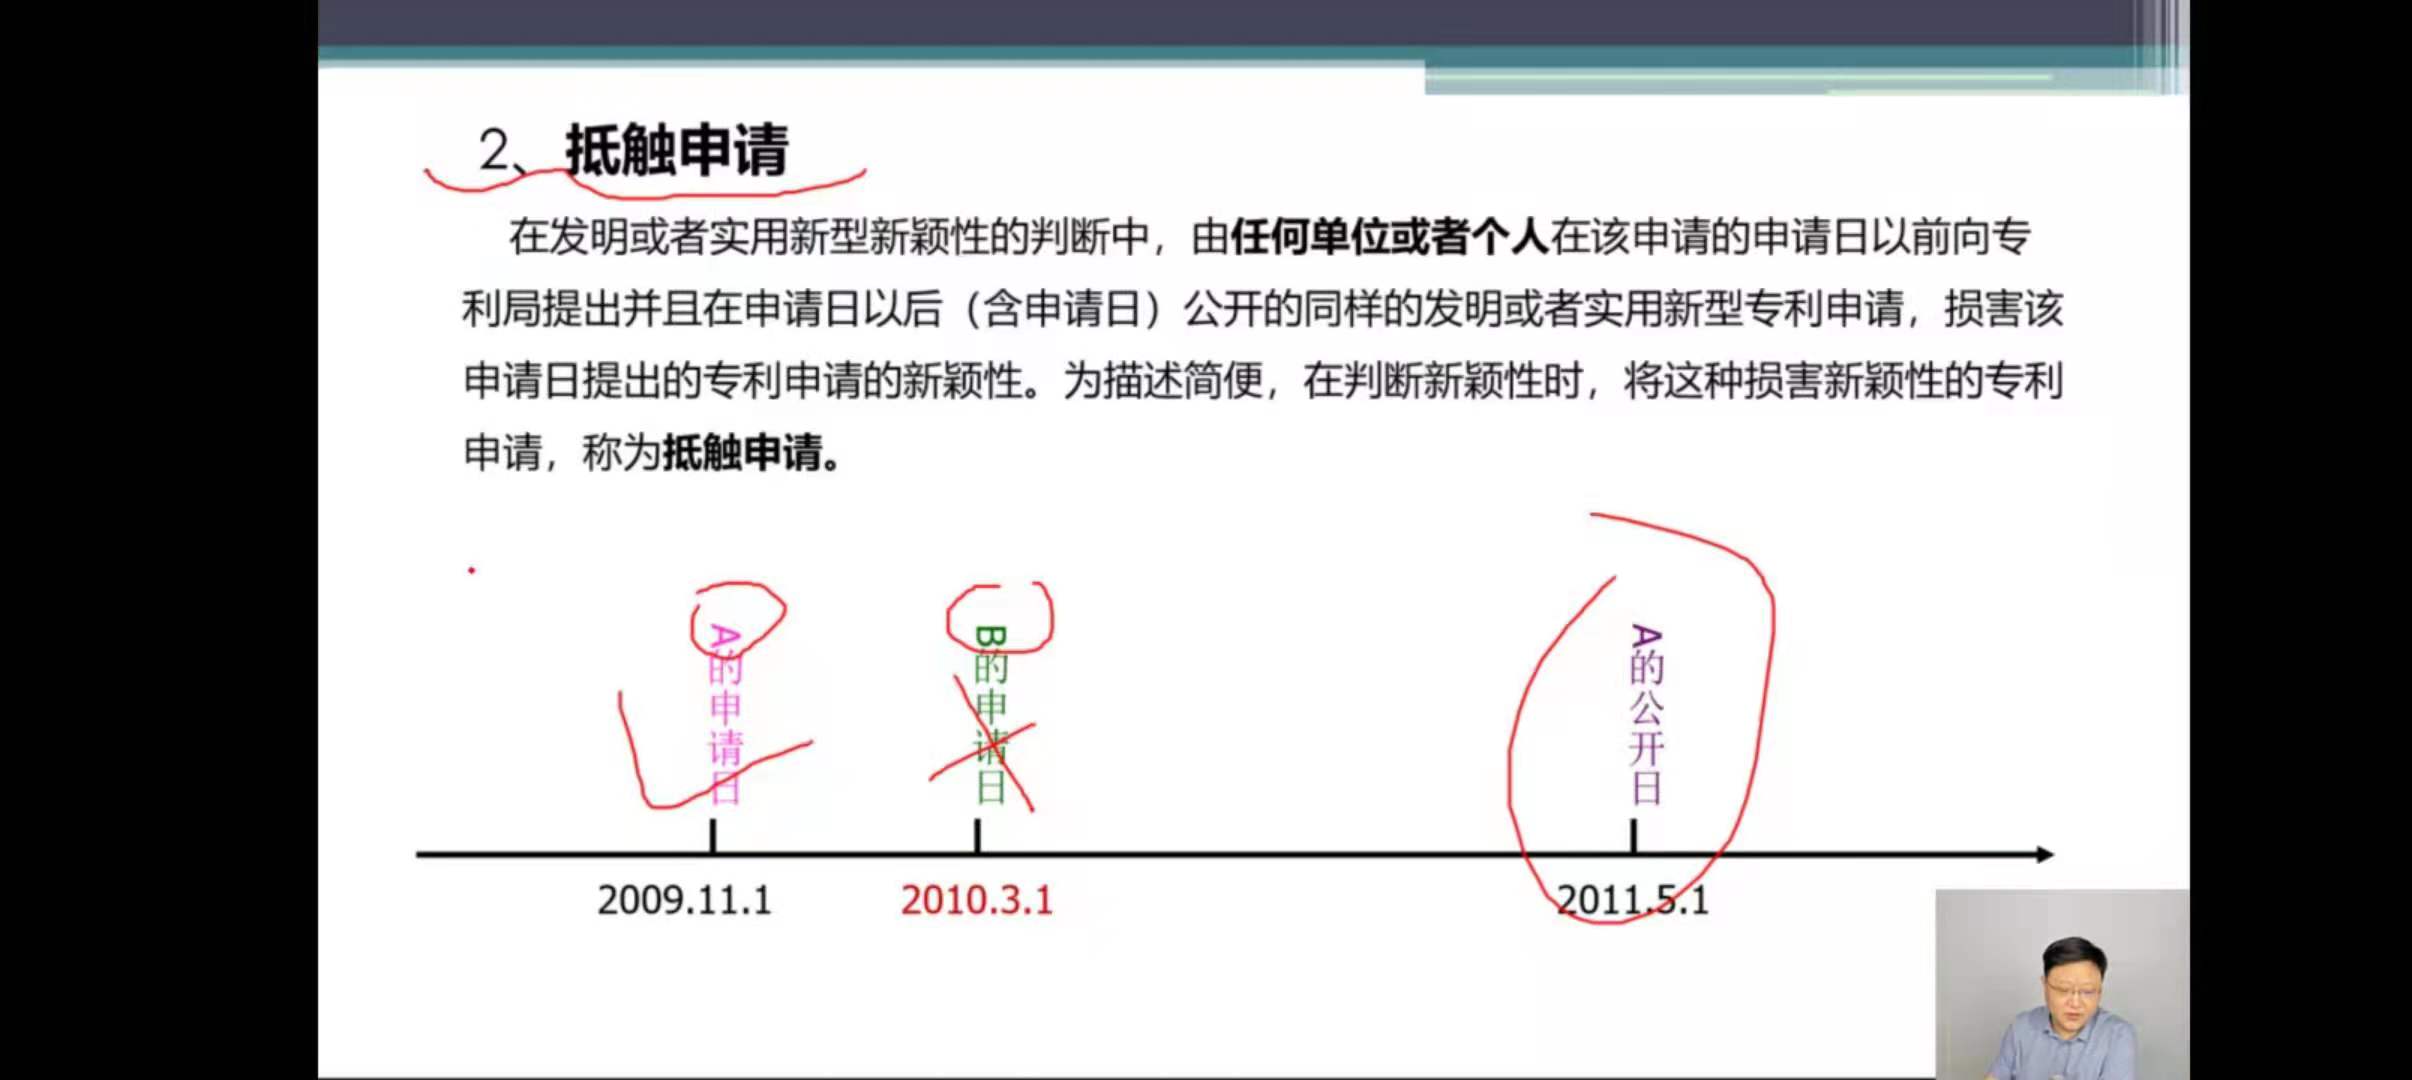 2、抵触申请
在发明或者实用新型新颖性的判断中，由任何单位或者个人在该申请的申请日以前向专
利局提出并且在申请日以后（含申请日）公开的同样的发明或者实用新型专利申请，损害该
申请日提出的专利申请的新颖性。为描述简便，在判断新颖性时，将这种损害新颖性的专利
申请，称为抵触申请。
A的申请日
B的申请日
A的公开日
2009.11.1
2010.3.1
2011.5.1